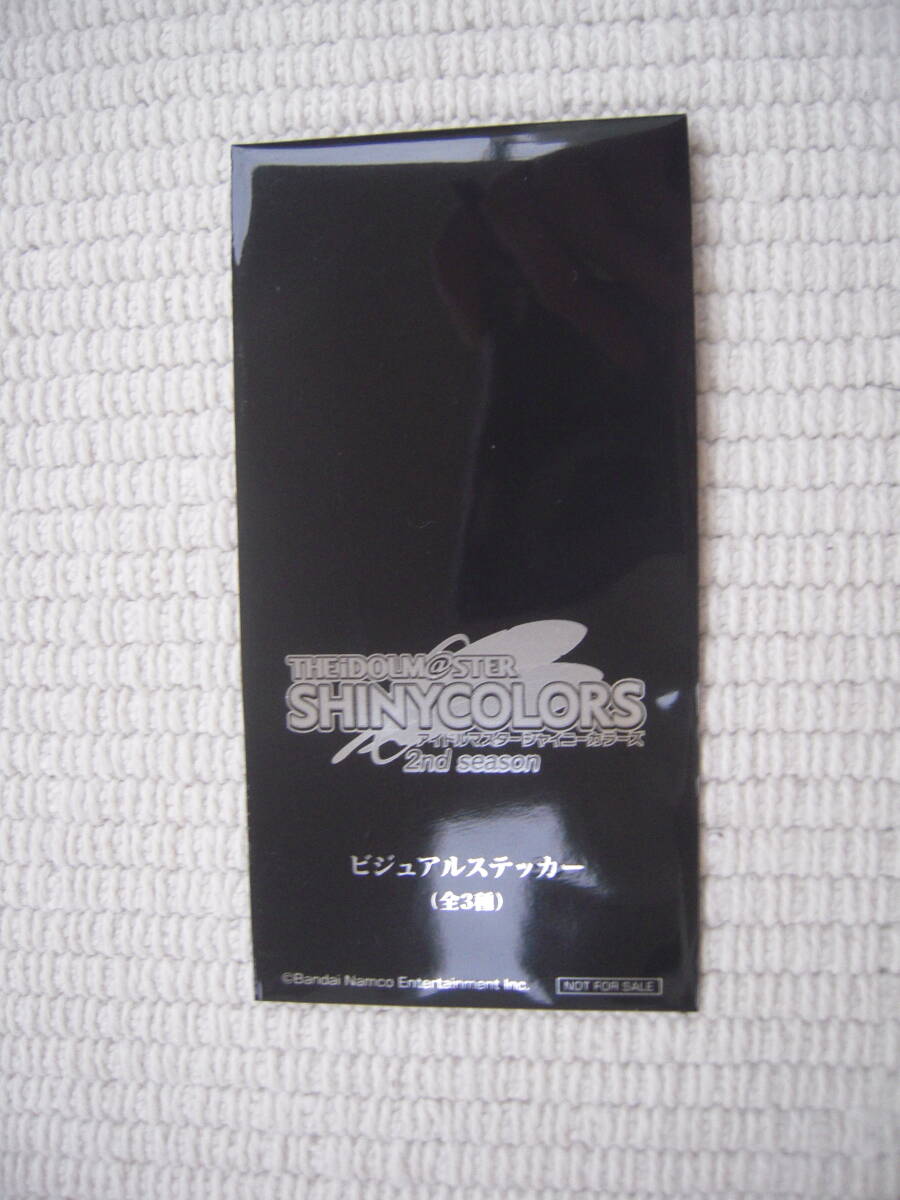 THE iDOLM@STER
SHINYCOLORS
アイドルマスターシャイニーカラーズ
2nd season
ビジュアルステッカー
(全3種)
©Bandai Namco Entertainment Inc.
NOT FOR SALE